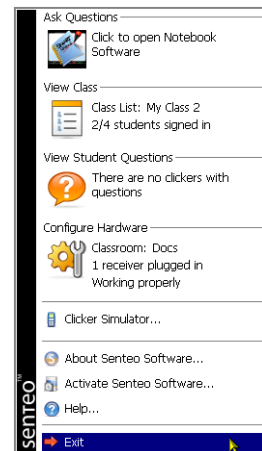 Ask Questions
Click to open Notebook
Software
View Class
Class List: My Class 2
2/4 students signed in
View Student Questions
There are no clickers with
questions
Configure Hardware
Classroom: Docs
1 receiver plugged in
Working properly
Clicker Simulator...
About Senteo Software...
Activate Senteo Software...
Help...
Exit
senteo™